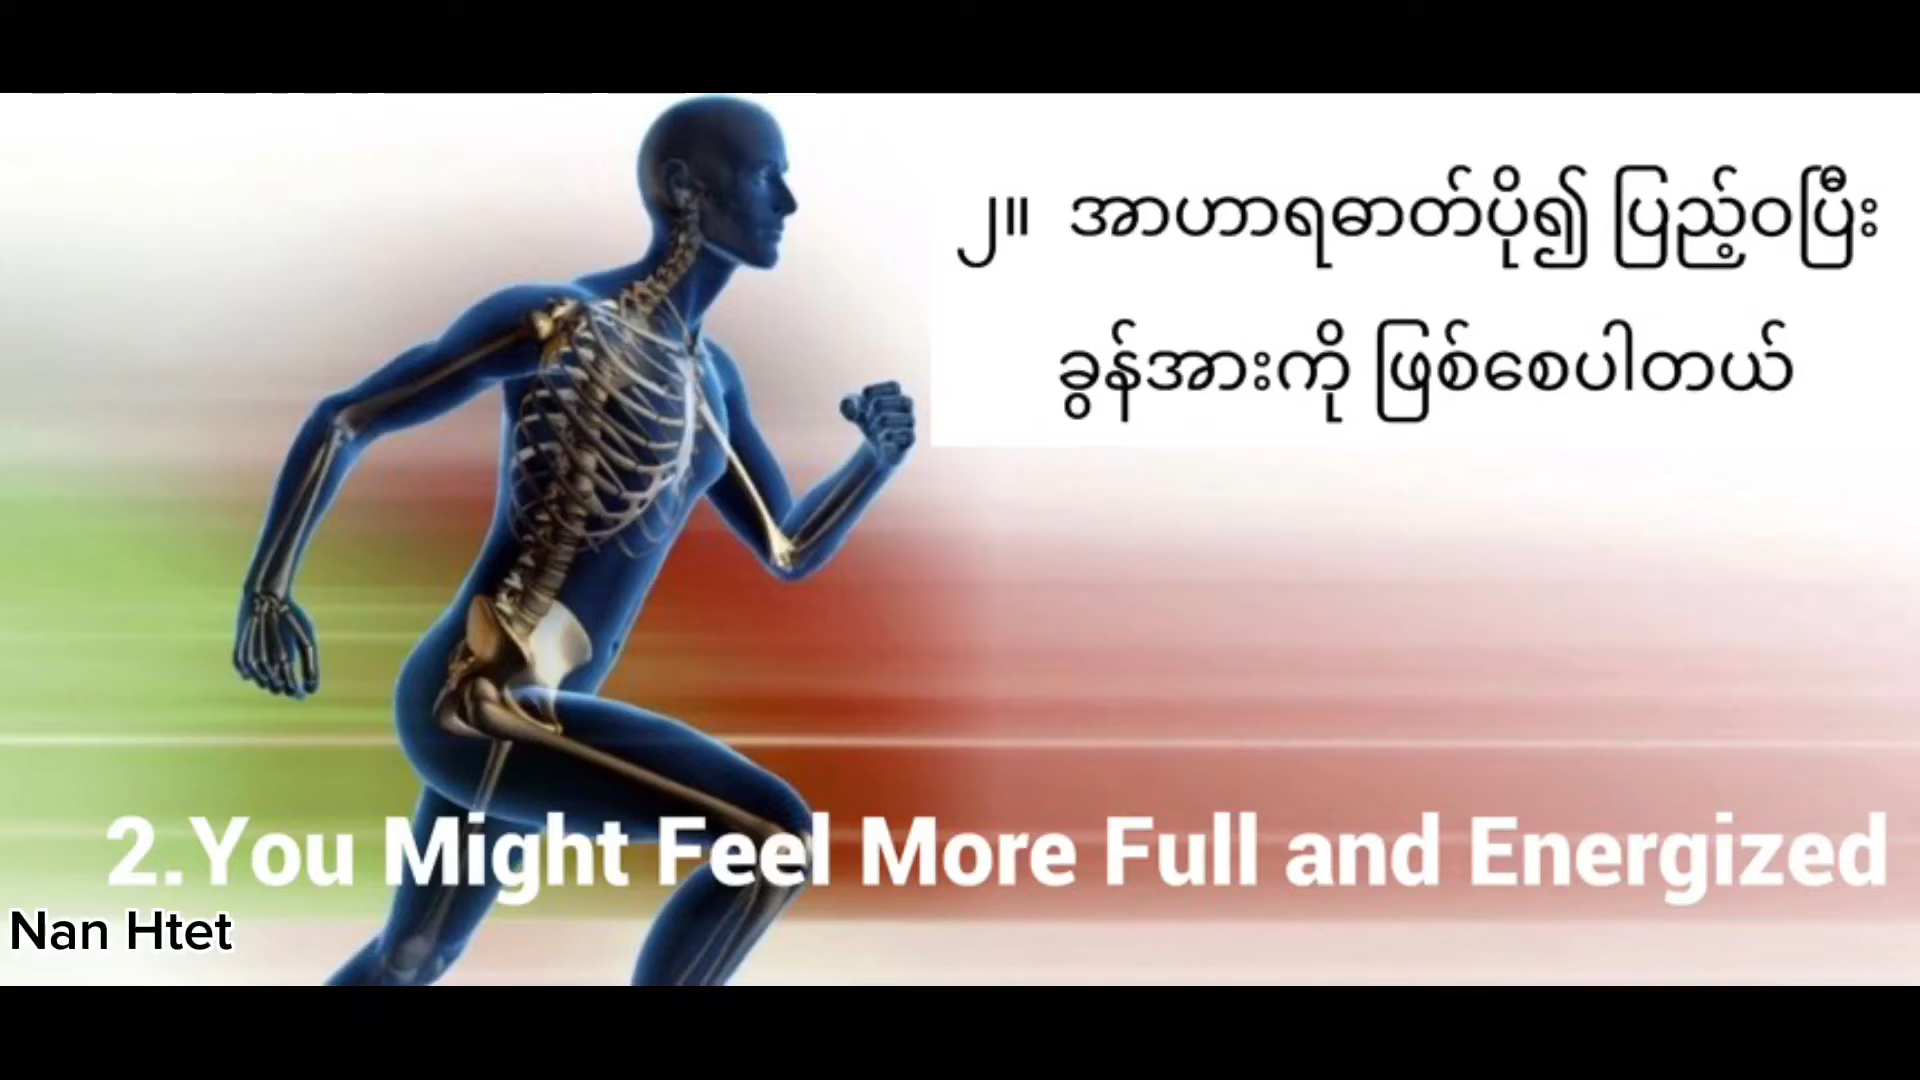 ၂။ အာဟာရဓာတ်ပို၍ ပြည့်ဝပြီး
ခွန်အားကို ဖြစ်စေပါတယ်
2.You Might Feel More Full and Energized
Nan Htet